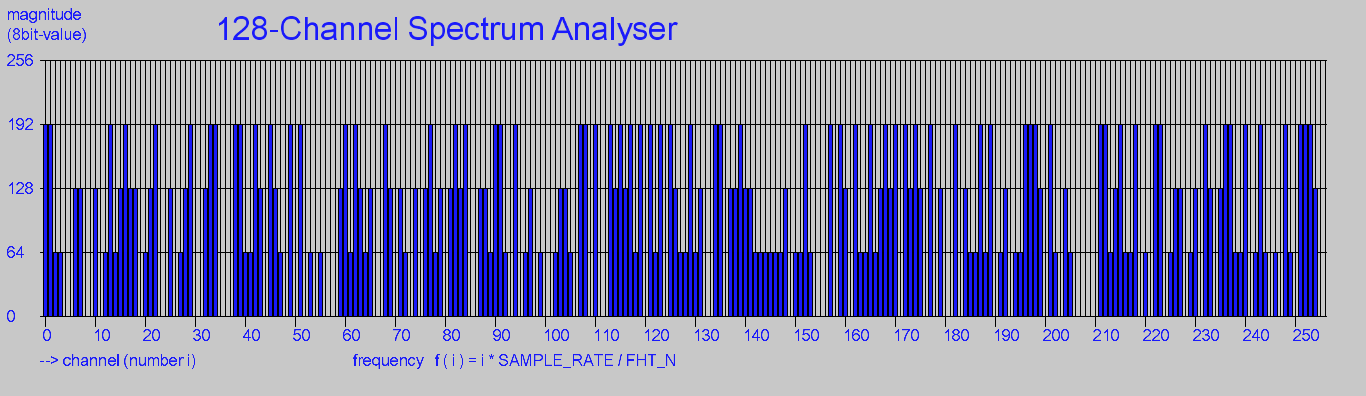 magnitude
(8bit-value)
128-Channel Spectrum Analyser
256
192
128
64
0
0 10 20 30 40 50 60 70 80 90 100 110 120 130 140 150 160 170 180 190 200 210 220 230 240 250
--> channel (number i)
frequency f ( i ) = i * SAMPLE_RATE / FHT_N